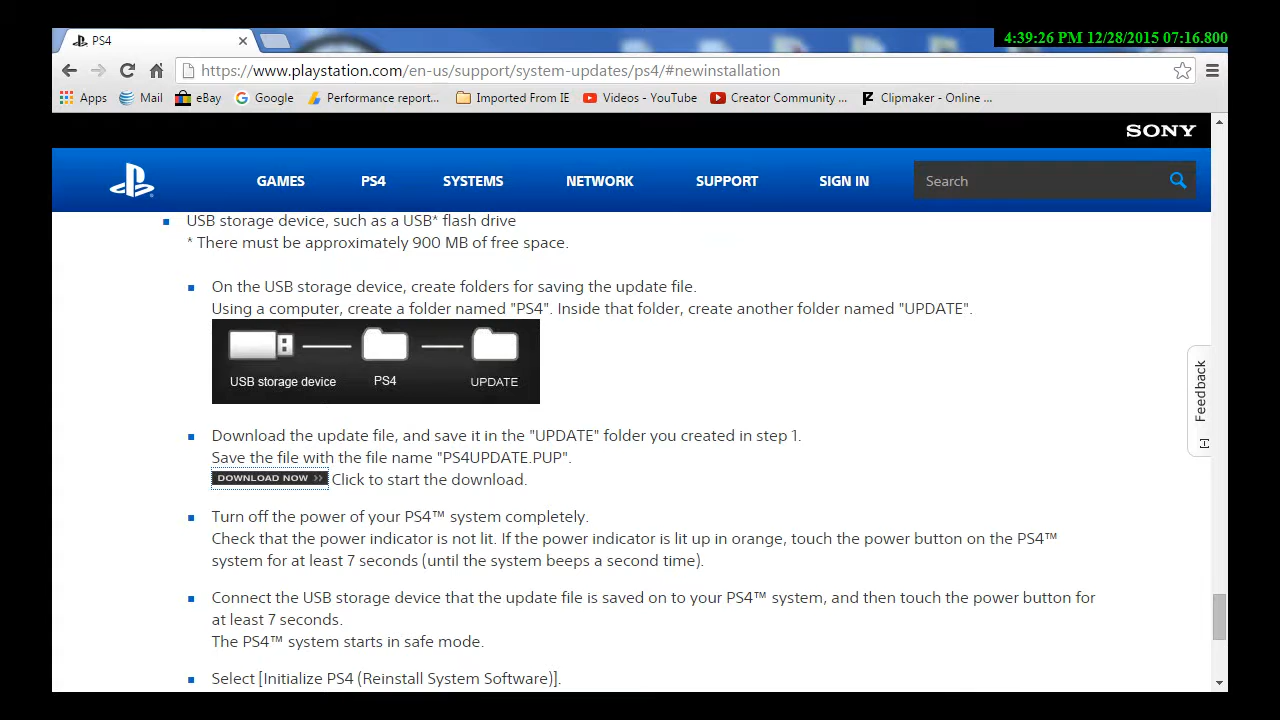 PS4
4:39:26 PM 12/28/2015 07:16.800
https://www.playstation.com/en-us/support/system-updates/ps4/#newinstallation
Apps Mail eBay Google Performance report... Imported From IE Videos - YouTube Creator Community ... Clipmaker - Online ...
SONY
GAMES PS4 SYSTEMS NETWORK SUPPORT SIGN IN Search
USB storage device, such as a USB* flash drive
* There must be approximately 900 MB of free space.
On the USB storage device, create folders for saving the update file.
Using a computer, create a folder named "PS4". Inside that folder, create another folder named "UPDATE".
USB storage device PS4 UPDATE
Feedback
Download the update file, and save it in the "UPDATE" folder you created in step 1.
Save the file with the file name "PS4UPDATE.PUP".
DOWNLOAD NOW >> Click to start the download.
Turn off the power of your PS4™ system completely.
Check that the power indicator is not lit. If the power indicator is lit up in orange, touch the power button on the PS4™
system for at least 7 seconds (until the system beeps a second time).
Connect the USB storage device that the update file is saved on to your PS4™ system, and then touch the power button for
at least 7 seconds.
The PS4™ system starts in safe mode.
Select [Initialize PS4 (Reinstall System Software)].